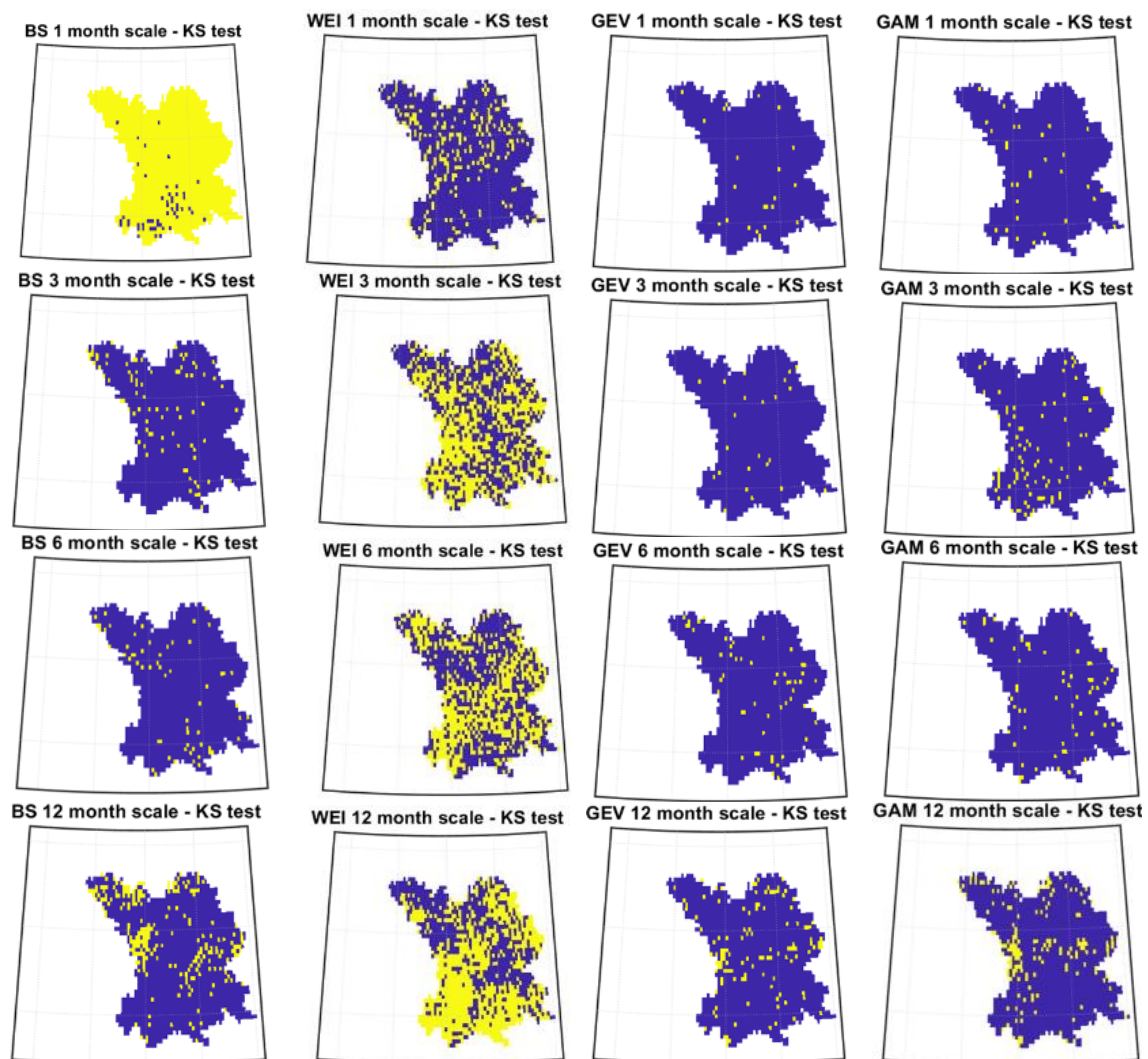 BS 1 month scale - KS test
WEI 1 month scale - KS test
GEV 1 month scale - KS test
GAM 1 month scale - KS test
BS 3 month scale - KS test
WEI 3 month scale - KS test
GEV 3 month scale - KS test
GAM 3 month scale - KS test
BS 6 month scale - KS test
WEI 6 month scale - KS test
GEV 6 month scale - KS test
GAM 6 month scale - KS test
BS 12 month scale - KS test
WEI 12 month scale - KS test
GEV 12 month scale - KS test
GAM 12 month scale - KS test